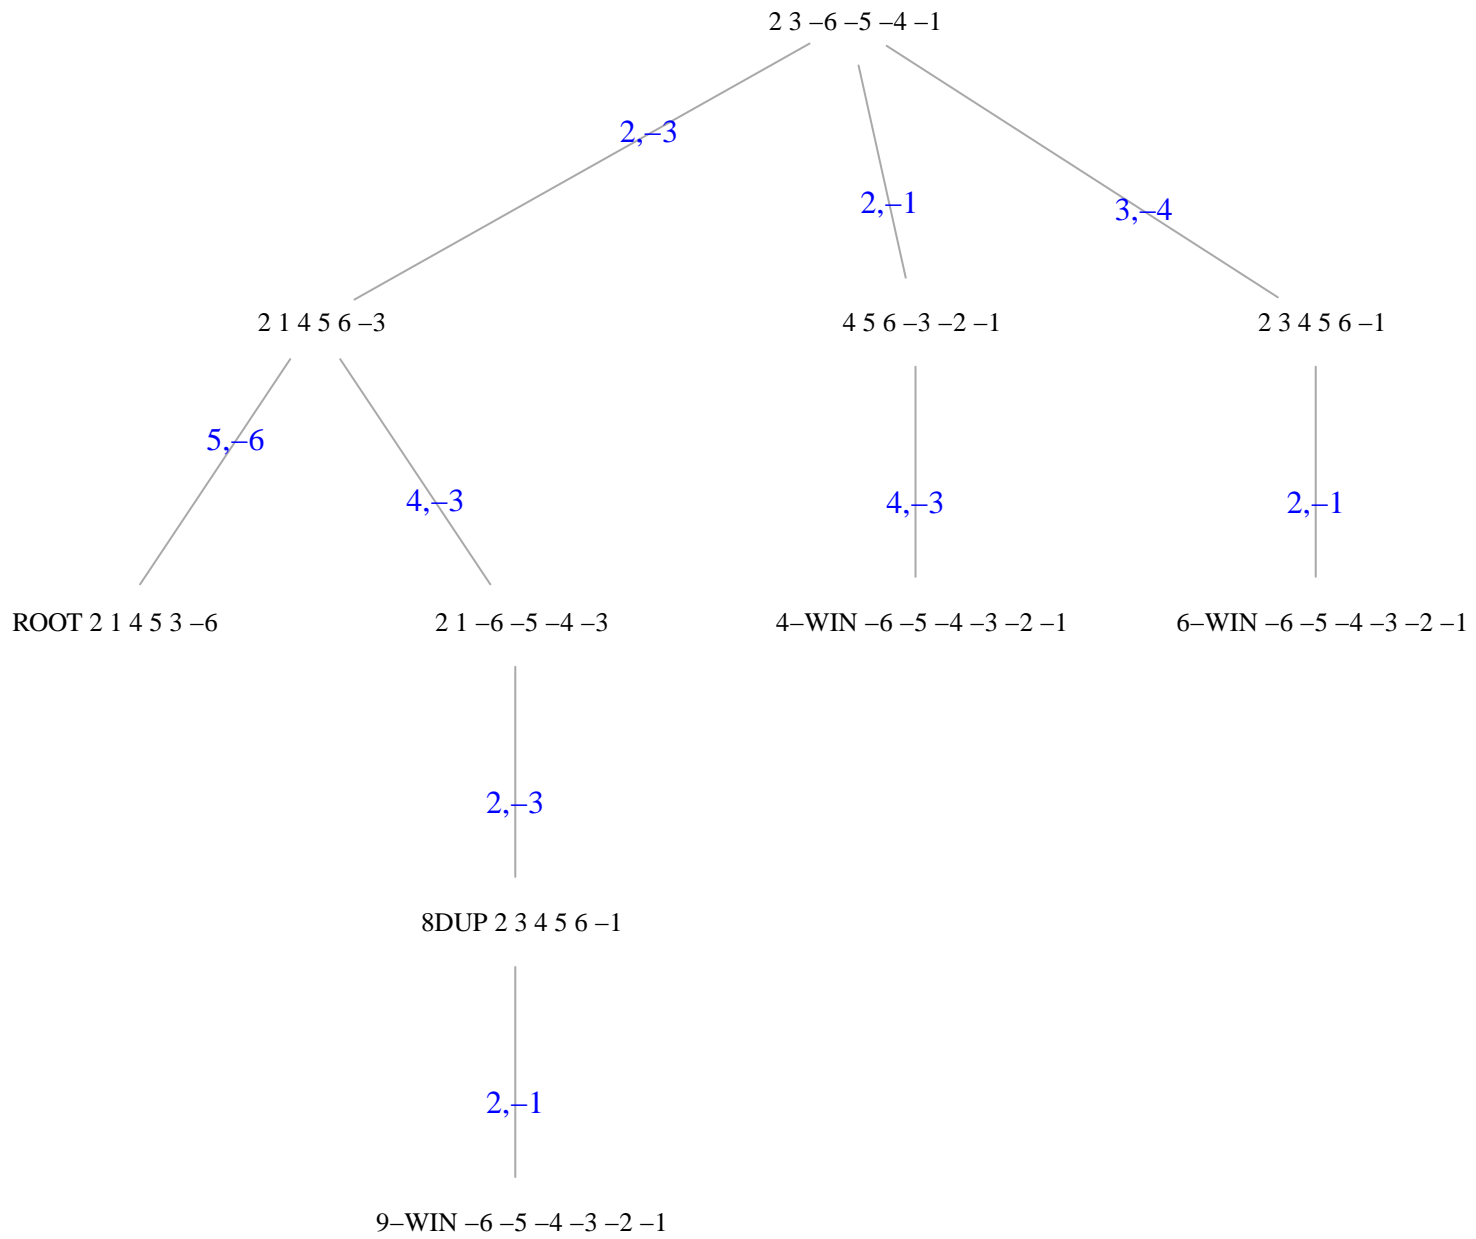 2 3 –6 –5 –4 –1
2,–3
2,–1
3,–4
2 1 4 5 6 –3
4 5 6 –3 –2 –1
2 3 4 5 6 –1
5,–6
4,–3
4,–3
2,–1
ROOT 2 1 4 5 3 –6
2 1 –6 –5 –4 –3
4–WIN –6 –5 –4 –3 –2 –1
6–WIN –6 –5 –4 –3 –2 –1
2,–3
8DUP 2 3 4 5 6 –1
2,–1
9–WIN –6 –5 –4 –3 –2 –1